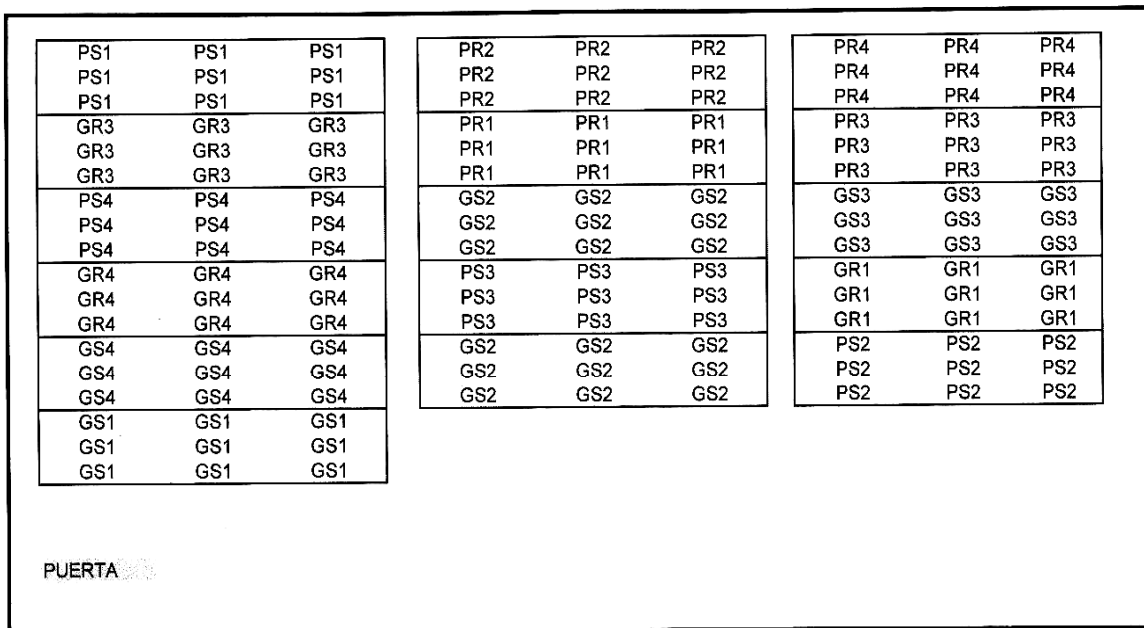 PS1 PS1 PS1
PS1 PS1 PS1
PS1 PS1 PS1
GR3 GR3 GR3
GR3 GR3 GR3
GR3 GR3 GR3
PS4 PS4 PS4
PS4 PS4 PS4
PS4 PS4 PS4
GR4 GR4 GR4
GR4 GR4 GR4
GR4 GR4 GR4
GS4 GS4 GS4
GS4 GS4 GS4
GS4 GS4 GS4
GS1 GS1 GS1
GS1 GS1 GS1
GS1 GS1 GS1
PR2 PR2 PR2
PR2 PR2 PR2
PR2 PR2 PR2
PR1 PR1 PR1
PR1 PR1 PR1
PR1 PR1 PR1
GS2 GS2 GS2
GS2 GS2 GS2
GS2 GS2 GS2
PS3 PS3 PS3
PS3 PS3 PS3
PS3 PS3 PS3
GS2 GS2 GS2
GS2 GS2 GS2
GS2 GS2 GS2
PR4 PR4 PR4
PR4 PR4 PR4
PR4 PR4 PR4
PR3 PR3 PR3
PR3 PR3 PR3
PR3 PR3 PR3
GS3 GS3 GS3
GS3 GS3 GS3
GS3 GS3 GS3
GR1 GR1 GR1
GR1 GR1 GR1
GR1 GR1 GR1
PS2 PS2 PS2
PS2 PS2 PS2
PS2 PS2 PS2
PUERTA